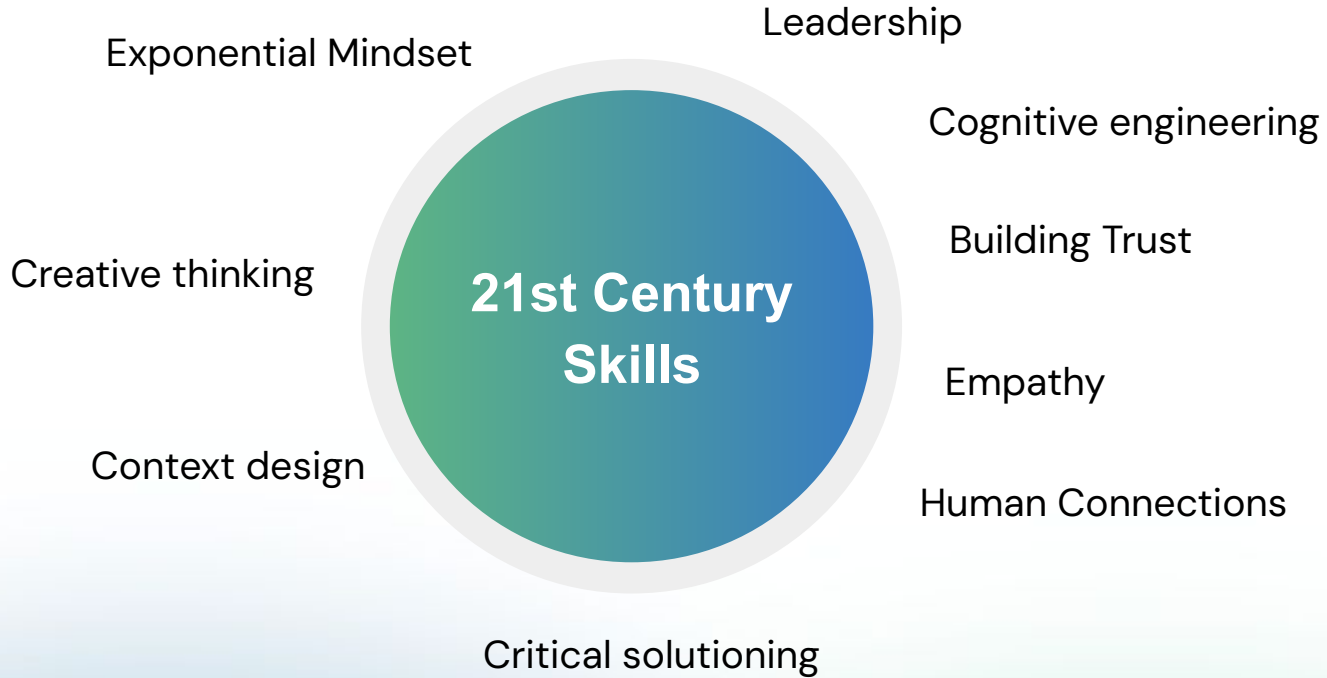 Leadership
Exponential Mindset
Cognitive engineering
Building Trust
Creative thinking
21st Century
Skills
Empathy
Context design
Human Connections
Critical solutioning